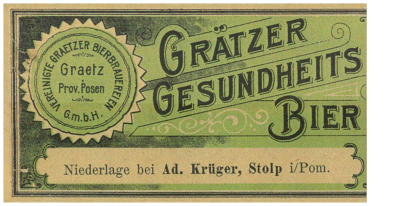 VEREINIGTE GRAETZER BIERBRAUEREIEN
Graetz
Prov. Posen
G.m.b.H.
GRÄTZER
GESUNDHEITS
BIER
Niederlage bei Ad. Krüger, Stolp i/Pom.